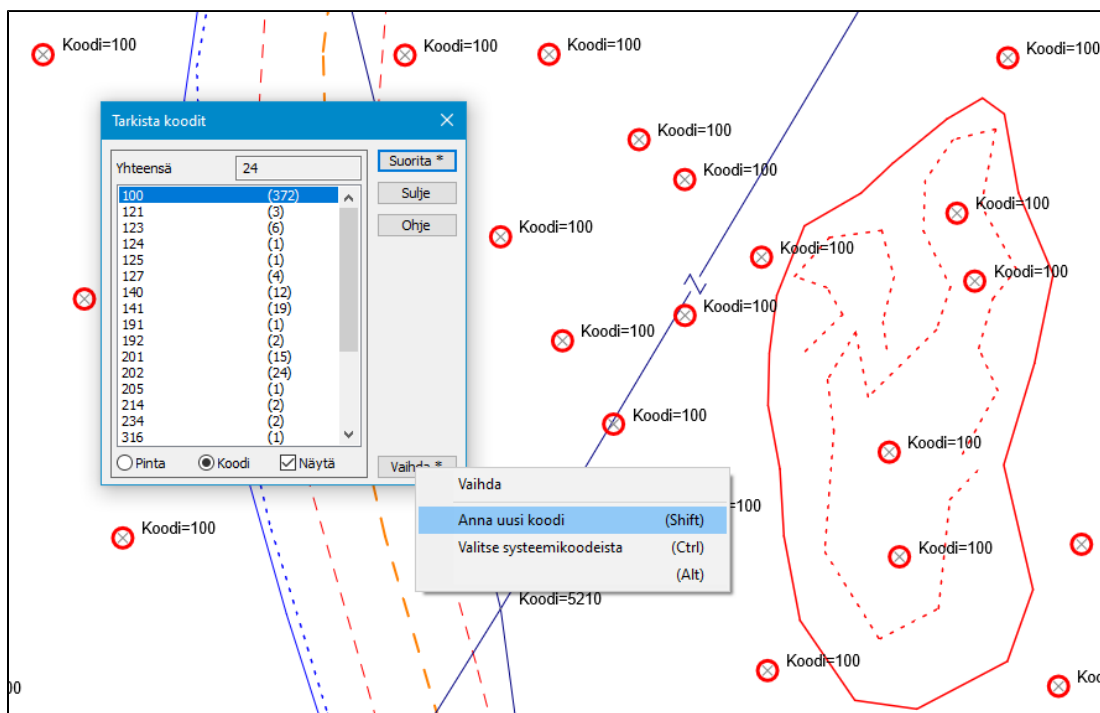 Koodi=100
Koodi=100
Koodi=100
Koodi=100
Tarkista koodit
Yhteensä 24
Suorita *
Sulje
Ohje
100 (372)
121 (3)
123 (6)
124 (1)
125 (1)
127 (4)
140 (12)
141 (19)
191 (1)
192 (2)
201 (15)
202 (24)
205 (1)
214 (2)
234 (2)
316 (1)
Pinta
Koodi
Näytä
Vaihda *
Koodi=100
Koodi=100
Koodi=100
Koodi=100
Koodi=100
Koodi=100
Koodi=100
Koodi=100
Koodi=100
Koodi=100
Koodi=100
Vaihda
Anna uusi koodi (Shift)
Valitse systeemikoodeista (Ctrl)
(Alt)
=100
Koodi=100
Koodi=100
Koodi=5210
Koodi=100
Koo
00